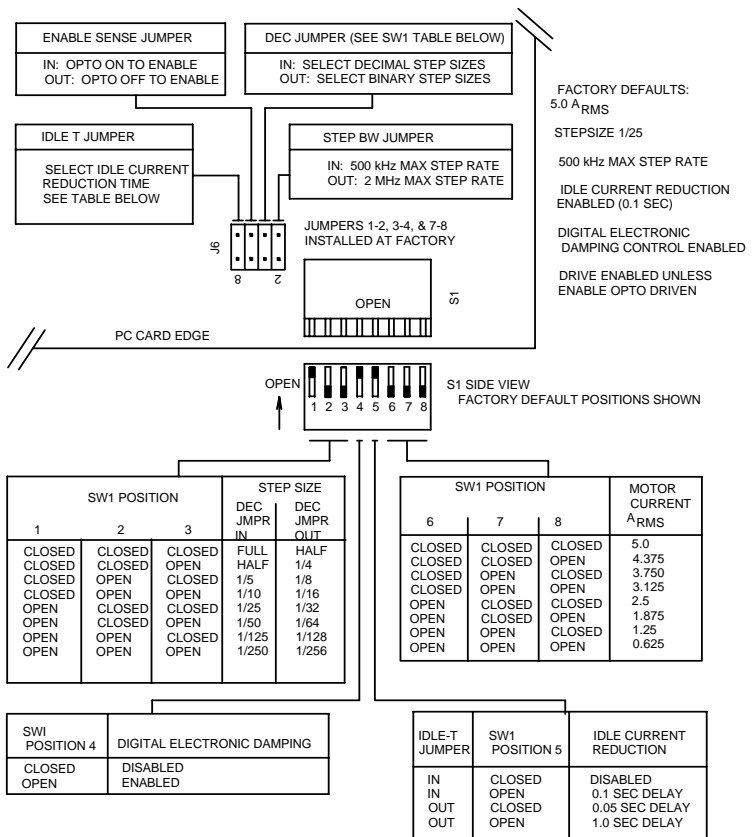 ENABLE SENSE JUMPER
IN: OPTO ON TO ENABLE
OUT: OPTO OFF TO ENABLE
DEC JUMPER (SEE SW1 TABLE BELOW)
IN: SELECT DECIMAL STEP SIZES
OUT: SELECT BINARY STEP SIZES
IDLE T JUMPER
SELECT IDLE CURRENT
REDUCTION TIME
SEE TABLE BELOW
STEP BW JUMPER
IN: 500 kHz MAX STEP RATE
OUT: 2 MHz MAX STEP RATE
FACTORY DEFAULTS:
5.0 ARMS
STEPSIZE 1/25
500 kHz MAX STEP RATE
IDLE CURRENT REDUCTION
ENABLED (0.1 SEC)
DIGITAL ELECTRONIC
DAMPING CONTROL ENABLED
DRIVE ENABLED UNLESS
ENABLE OPTO DRIVEN
J6
8 2
JUMPERS 1-2, 3-4, & 7-8
INSTALLED AT FACTORY
OPEN
S1
PC CARD EDGE
OPEN
1 2 3 4 5 6 7 8
S1 SIDE VIEW
FACTORY DEFAULT POSITIONS SHOWN
SW1 POSITION STEP SIZE
1 2 3 DEC JMPR IN DEC JMPR OUT
CLOSED CLOSED CLOSED FULL HALF
CLOSED CLOSED OPEN HALF 1/4
CLOSED OPEN CLOSED 1/5 1/8
CLOSED OPEN OPEN 1/10 1/16
OPEN CLOSED CLOSED 1/25 1/32
OPEN CLOSED OPEN 1/50 1/64
OPEN OPEN CLOSED 1/125 1/128
OPEN OPEN OPEN 1/250 1/256
SW1 POSITION MOTOR CURRENT ARMS
6 7 8
CLOSED CLOSED CLOSED 5.0
CLOSED CLOSED OPEN 4.375
CLOSED OPEN CLOSED 3.750
CLOSED OPEN OPEN 3.125
OPEN CLOSED CLOSED 2.5
OPEN CLOSED OPEN 1.875
OPEN OPEN CLOSED 1.25
OPEN OPEN OPEN 0.625
SWI
POSITION 4 DIGITAL ELECTRONIC DAMPING
CLOSED DISABLED
OPEN ENABLED
IDLE-T JUMPER SW1 POSITION 5 IDLE CURRENT REDUCTION
IN CLOSED DISABLED
IN OPEN 0.1 SEC DELAY
OUT CLOSED 0.05 SEC DELAY
OUT OPEN 1.0 SEC DELAY